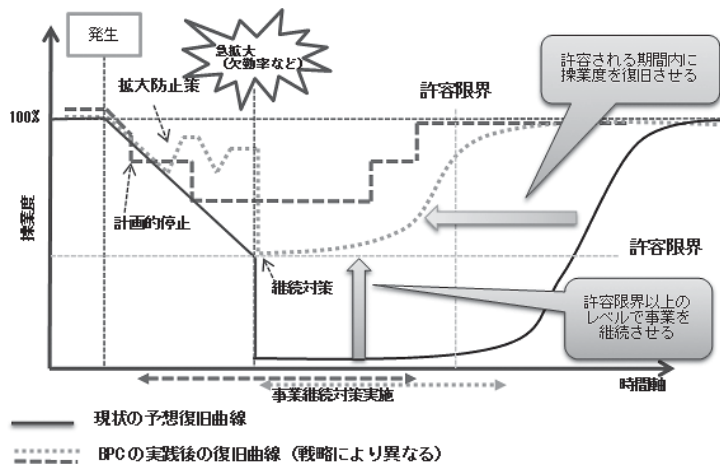 発生
急拡大
(欠勤率など)
拡大防止策
許容される期間内に
操業度を復旧させる
許容限界
100%
操業度
計画的停止
許容限界
継続対策
許容限界以上の
レベルで事業を
継続させる
時間軸
事業継続対策実施
現状の予想復旧曲線
BPCの実践後の復旧曲線（戦略により異なる）